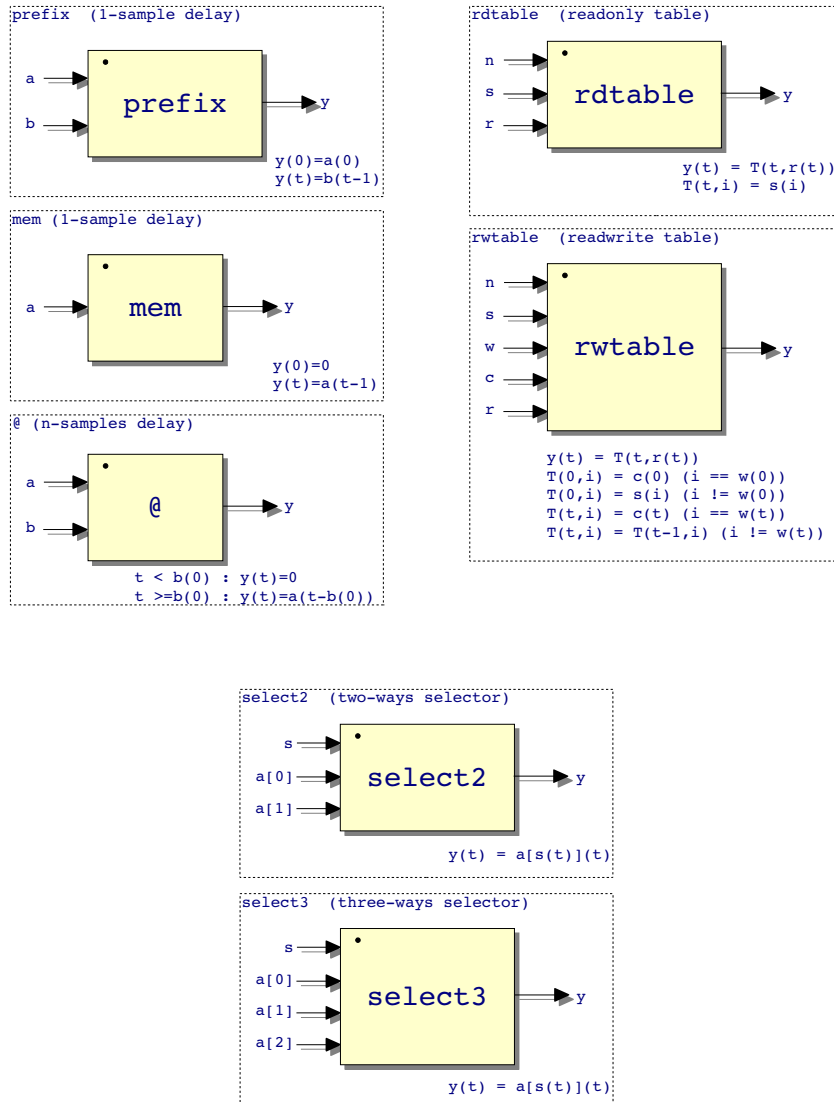 prefix  (1-sample delay)
a
b
prefix
y
y(0)=a(0)
y(t)=b(t-1)
mem (1-sample delay)
a
mem
y
y(0)=0
y(t)=a(t-1)
@ (n-samples delay)
a
b
@
y
t < b(0) : y(t)=0
t >=b(0) : y(t)=a(t-b(0))
rdtable  (readonly table)
n
s
r
rdtable
y
y(t) = T(t,r(t))
T(t,i) = s(i)
rwtable  (readwrite table)
n
s
w
c
r
rwtable
y
y(t) = T(t,r(t))
T(0,i) = c(0) (i == w(0))
T(0,i) = s(i) (i != w(0))
T(t,i) = c(t) (i == w(t))
T(t,i) = T(t-1,i) (i != w(t))
select2  (two-ways selector)
s
a[0]
a[1]
select2
y
y(t) = a[s(t)](t)
select3  (three-ways selector)
s
a[0]
a[1]
a[2]
select3
y
y(t) = a[s(t)](t)